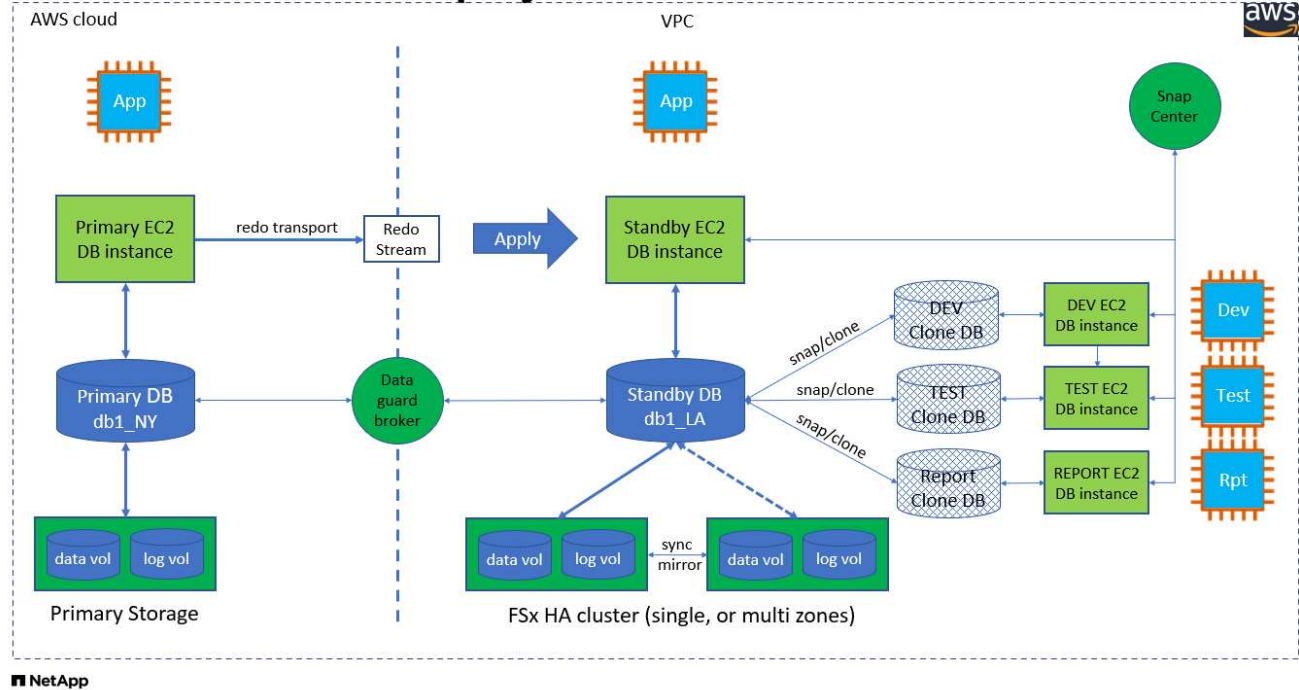 AWS cloud
VPC
aws
App
App
Snap
Center
Primary EC2
DB instance
redo transport
Redo
Stream
Apply
Standby EC2
DB instance
snap/clone
DEV
Clone DB
DEV EC2
DB instance
Dev
Primary DB
db1_NY
Data
guard
broker
Standby DB
db1_LA
snap/clone
TEST
Clone DB
TEST EC2
DB instance
Test
snap/clone
Report
Clone DB
REPORT EC2
DB instance
Rpt
data vol
log vol
data vol
log vol
sync
mirror
data vol
log vol
Primary Storage
FSx HA cluster (single, or multi zones)
NetApp